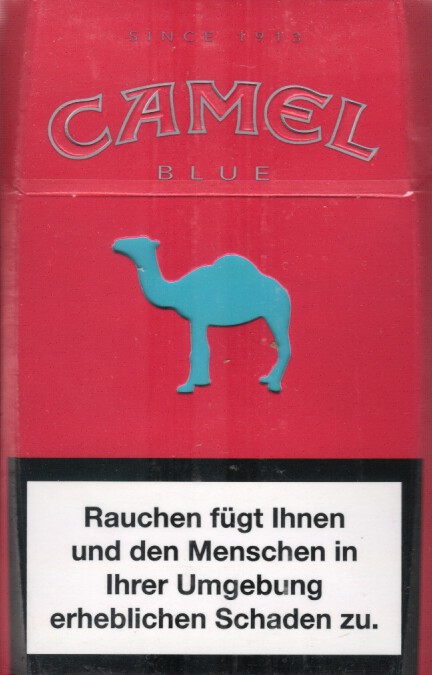 SINCE 1913
CAMEL
BLUE
Rauchen fügt Ihnen
und den Menschen in
Ihrer Umgebung
erheblichen Schaden zu.